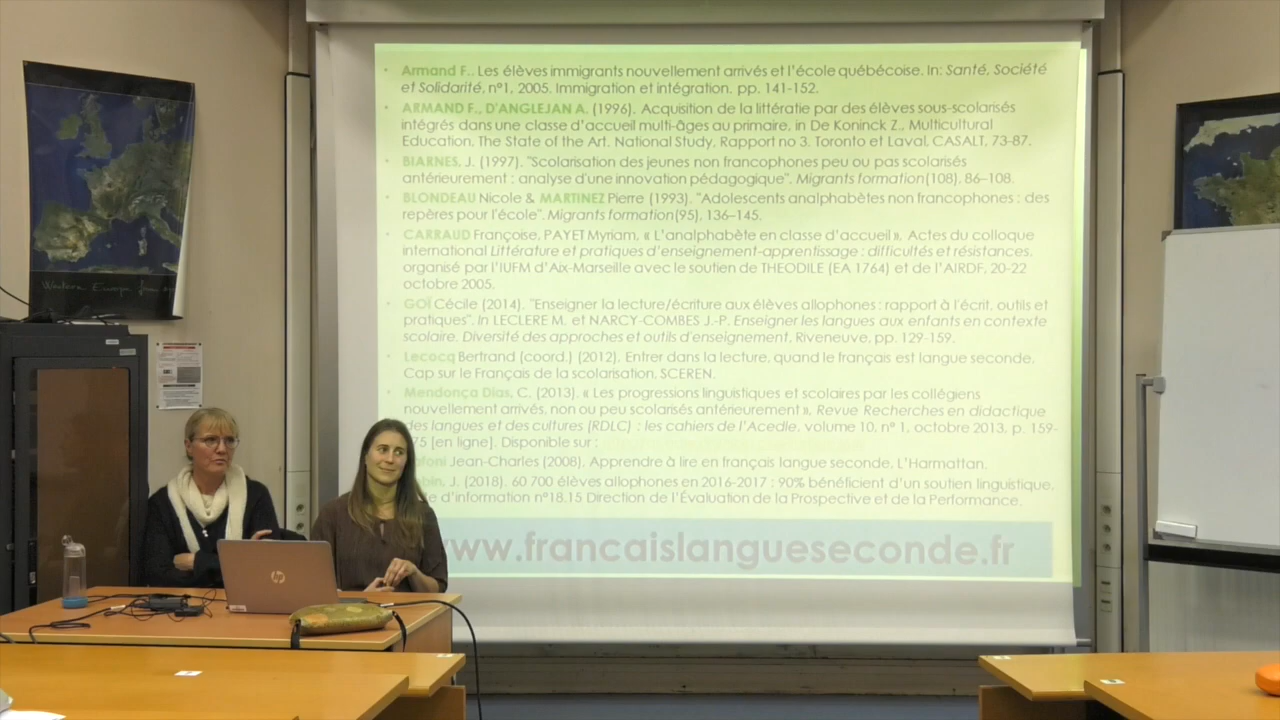 • Armand F.. Les élèves immigrants nouvellement arrivés et l'école québécoise. In: Santé, Société
et Solidarité, n°1, 2005. Immigration et intégration. pp. 141-152.
• ARMAND F., D'ANGLEJAN A. (1996). Acquisition de la littératie par des élèves sous-scolarisés
intégrés dans une classe d'accueil multi-âges au primaire, in De Koninck Z., Multicultural
Education. The State of the Art. National Study. Rapport no 3. Toronto et Laval, CASALT, 73-87.
• BIARNES, J. (1997). "Scolarisation des jeunes non francophones peu ou pas scolarisés
antérieurement : analyse d'une innovation pédagogique". Migrants formation(108), 86–108.
• BLONDEAU Nicole & MARTINEZ Pierre (1993). "Adolescents analphabètes non francophones : des
repères pour l'école". Migrants formation(95), 136–145.
• CARRAUD Françoise, PAYET Myriam, « L'analphabète en classe d'accueil », Actes du colloque
international Littérature et pratiques d'enseignement-apprentissage : difficultés et résistances,
organisé par l'IUFM d'Aix-Marseille avec le soutien de THEODILE (EA 1764) et de l'AIRDF, 20-22
octobre 2005.
• GOÏ Cécile (2014). "Enseigner la lecture/écriture aux élèves allophones : rapport à l'écrit, outils et
pratiques". In LECLERE M. et NARCY-COMBES J.-P. Enseigner les langues aux enfants en contexte
scolaire. Diversité des approches et outils d'enseignement. Riveneuve, pp. 129-159.
• Lecocq Bertrand (coord.) (2012). Entrer dans la lecture, quand le français est langue seconde.
Cap sur le Français de la scolarisation. SCEREN.
• Mendonça Dias, C. (2013). « Les progressions linguistiques et scolaires par les collégiens
nouvellement arrivés, non ou peu scolarisés antérieurement ». Revue Recherches en didactique
des langues et des cultures (RDLC) : les cahiers de l'Acedle, volume 10, n° 1, octobre 2013, p. 159-
75 [en ligne]. Disponible sur :
Jean-Charles (2008). Apprendre à lire en français langue seconde, L'Harmattan.
J. (2018). 60 700 élèves allophones en 2016-2017 : 90% bénéficient d'un soutien linguistique.
d'information n°18.15 Direction de l'Évaluation de la Prospective et de la Performance.
www.francaislangueseconde.fr
Western Europe from
hp